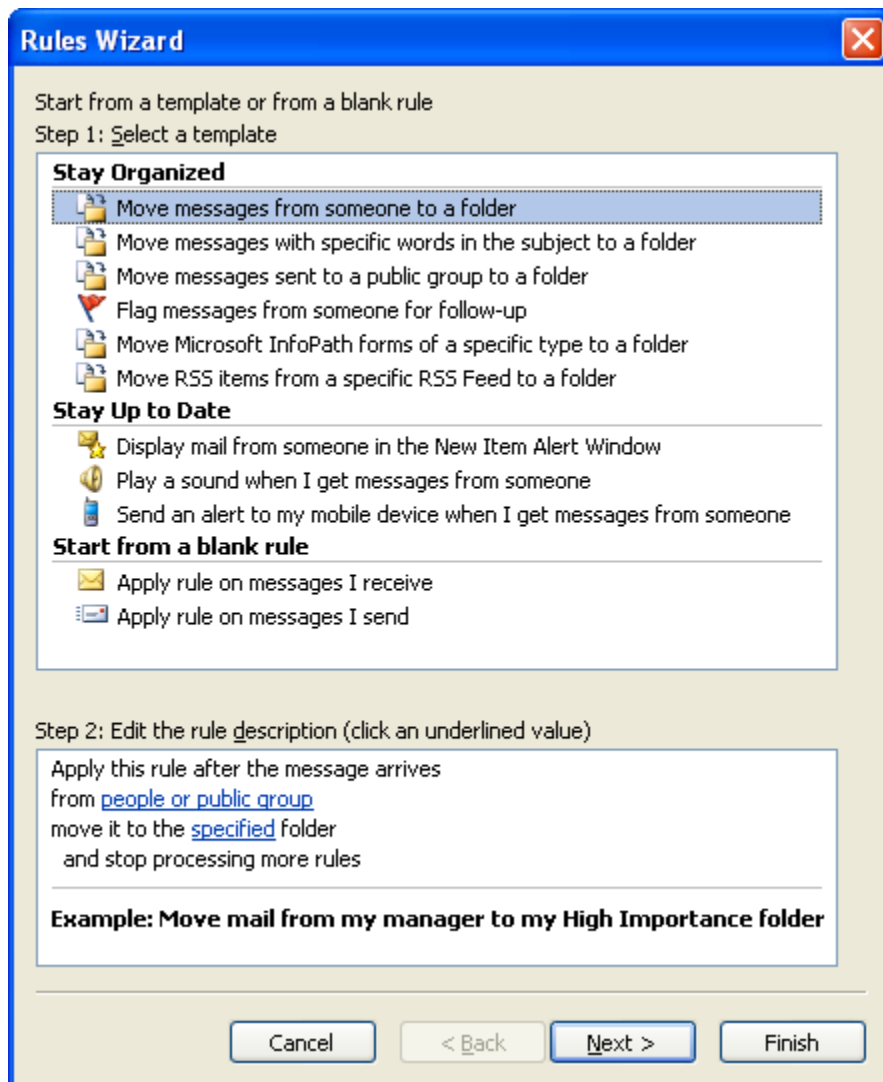 Rules Wizard
Start from a template or from a blank rule
Step 1: Select a template
Stay Organized
Move messages from someone to a folder
Move messages with specific words in the subject to a folder
Move messages sent to a public group to a folder
Flag messages from someone for follow-up
Move Microsoft InfoPath forms of a specific type to a folder
Move RSS items from a specific RSS Feed to a folder
Stay Up to Date
Display mail from someone in the New Item Alert Window
Play a sound when I get messages from someone
Send an alert to my mobile device when I get messages from someone
Start from a blank rule
Apply rule on messages I receive
Apply rule on messages I send
Step 2: Edit the rule description (click an underlined value)
Apply this rule after the message arrives
from people or public group
move it to the specified folder
and stop processing more rules
Example: Move mail from my manager to my High Importance folder
Cancel < Back Next > Finish